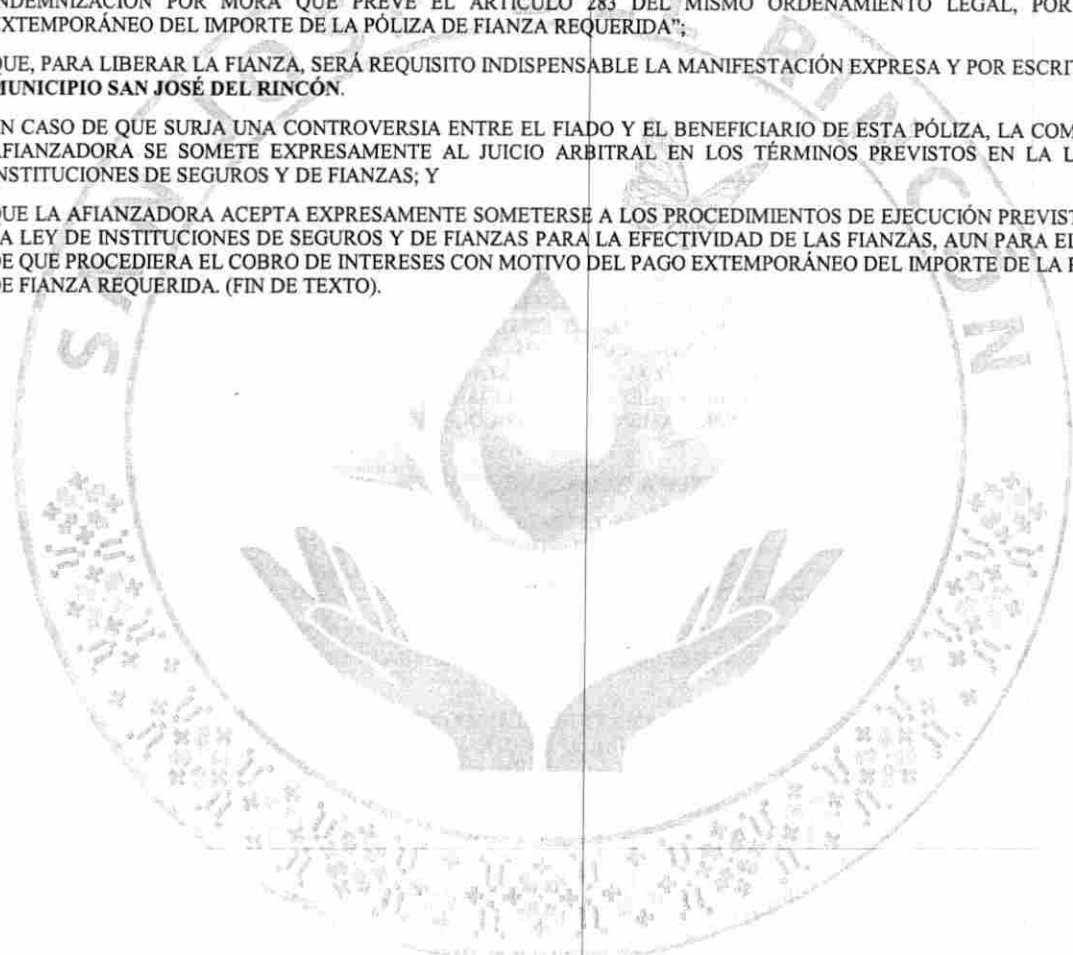 NDEMNIZACIÓN POR MORA QUE PREVÉ EL ARTÍCULO 283 DEL MISMO ORDENAMIENTO LEGAL, POR
EXTEMPORÁNEO DEL IMPORTE DE LA PÓLIZA DE FIANZA REQUERIDA";
QUE, PARA LIBERAR LA FIANZA, SERÁ REQUISITO INDISPENSABLE LA MANIFESTACIÓN EXPRESA Y POR ESCRIT
MUNICIPIO SAN JOSÉ DEL RINCÓN.
EN CASO DE QUE SURJA UNA CONTROVERSIA ENTRE EL FIADO Y EL BENEFICIARIO DE ESTA PÓLIZA, LA COM
AFIANZADORA SE SOMETE EXPRESAMENTE AL JUICIO ARBITRAL EN LOS TÉRMINOS PREVISTOS EN LA L
INSTITUCIONES DE SEGUROS Y DE FIANZAS; Y
QUE LA AFIANZADORA ACEPTA EXPRESAMENTE SOMETERSE A LOS PROCEDIMIENTOS DE EJECUCIÓN PREVIST
LA LEY DE INSTITUCIONES DE SEGUROS Y DE FIANZAS PARA LA EFECTIVIDAD DE LAS FIANZAS, AUN PARA EL
DE QUE PROCEDIERA EL COBRO DE INTERESES CON MOTIVO DEL PAGO EXTEMPORÁNEO DEL IMPORTE DE LA P
DE FIANZA REQUERIDA. (FIN DE TEXTO).